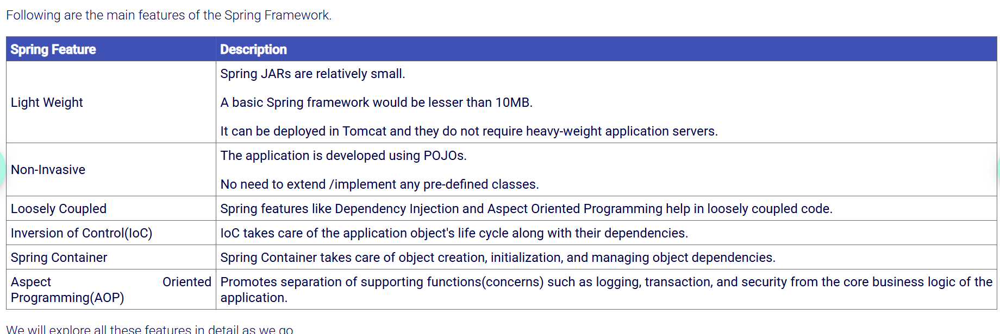 Following are the main features of the Spring Framework.
Spring Feature Description
Spring JARs are relatively small.
Light Weight
A basic Spring framework would be lesser than 10MB.
It can be deployed in Tomcat and they do not require heavy-weight application servers.
Non-Invasive
The application is developed using POJOs.
No need to extend /implement any pre-defined classes.
Loosely Coupled
Spring features like Dependency Injection and Aspect Oriented Programming help in loosely coupled code.
Inversion of Control(IoC)
IoC takes care of the application object's life cycle along with their dependencies.
Spring Container
Spring Container takes care of object creation, initialization, and managing object dependencies.
Aspect Oriented
Programming(AOP)
Promotes separation of supporting functions(concerns) such as logging, transaction, and security from the core business logic of the
application.
We will explore all these features in detail as we go